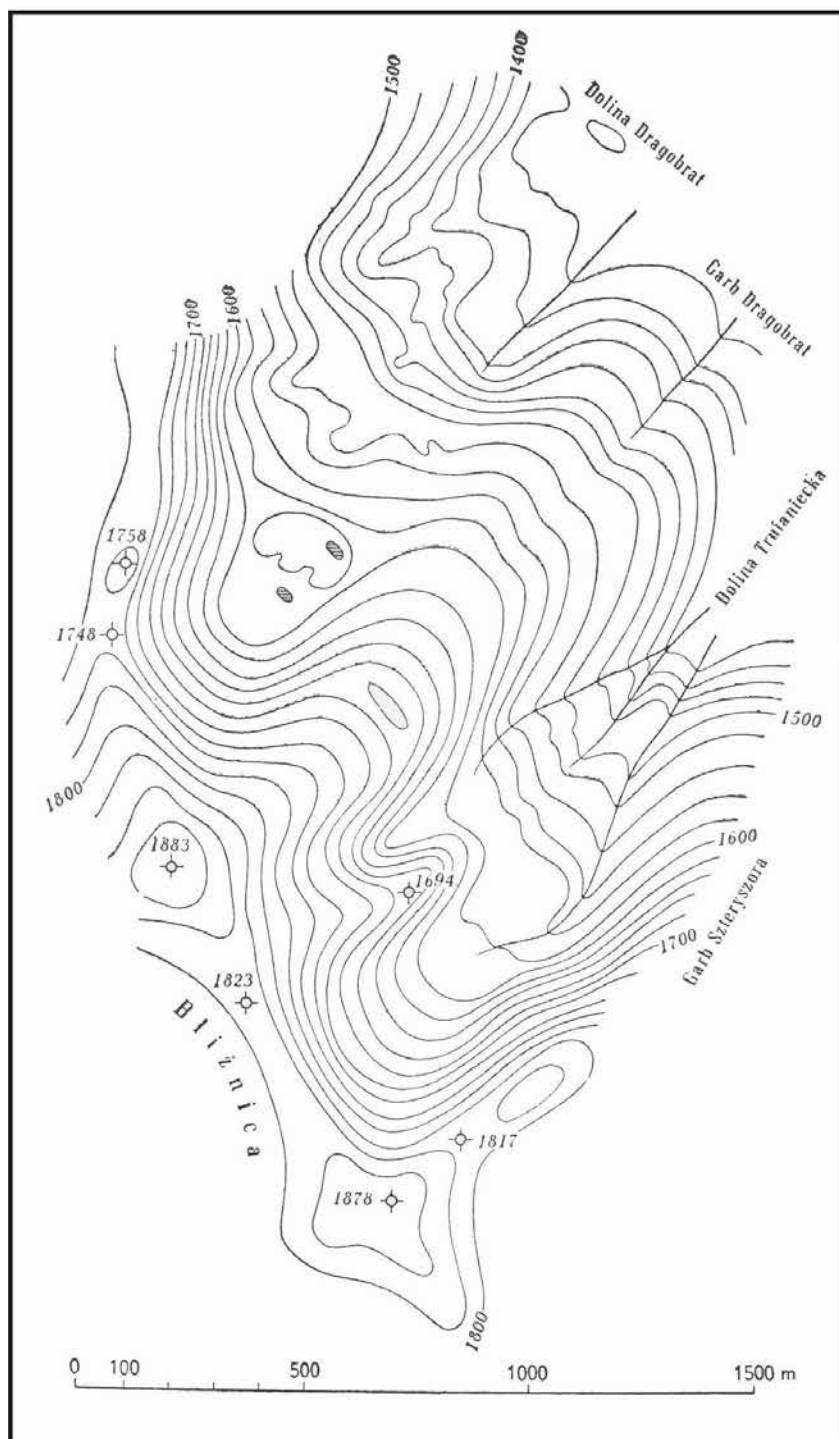 1500
1400
Dolina Dragobrat
Garb Dragobrat
1700
1600
Dolina Trufaniecka
1758
1748
1500
1800
1600
1883
1694
1700
Garb Szteryszora
1823
Bliźnica
1817
1878
1800
0 100 500 1000 1500 m